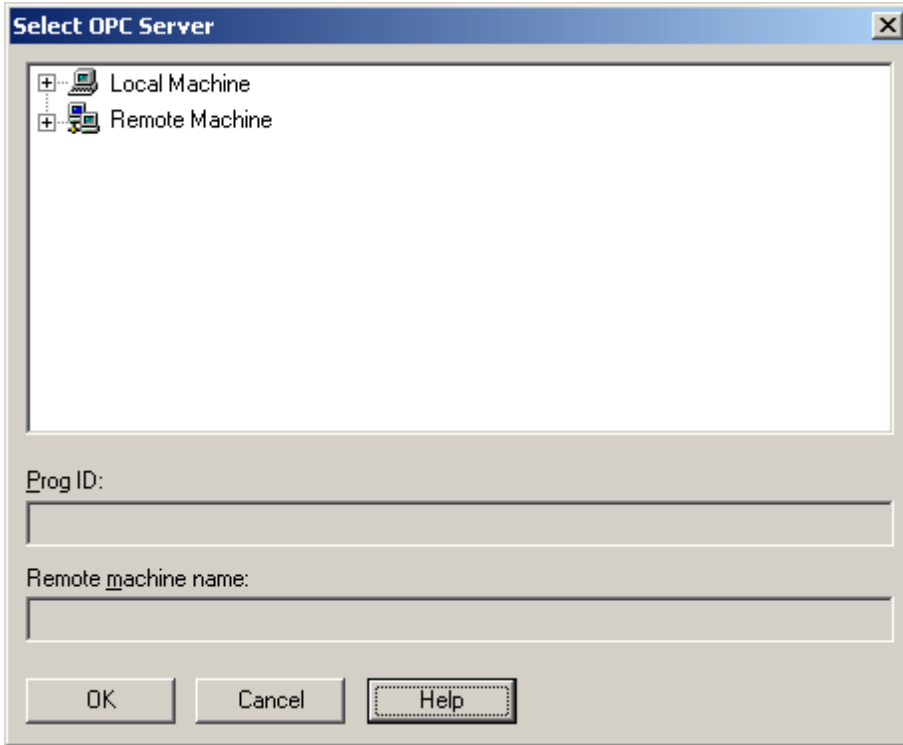 Select OPC Server
Local Machine
Remote Machine
Prog ID:
Remote machine name:
OK Cancel Help